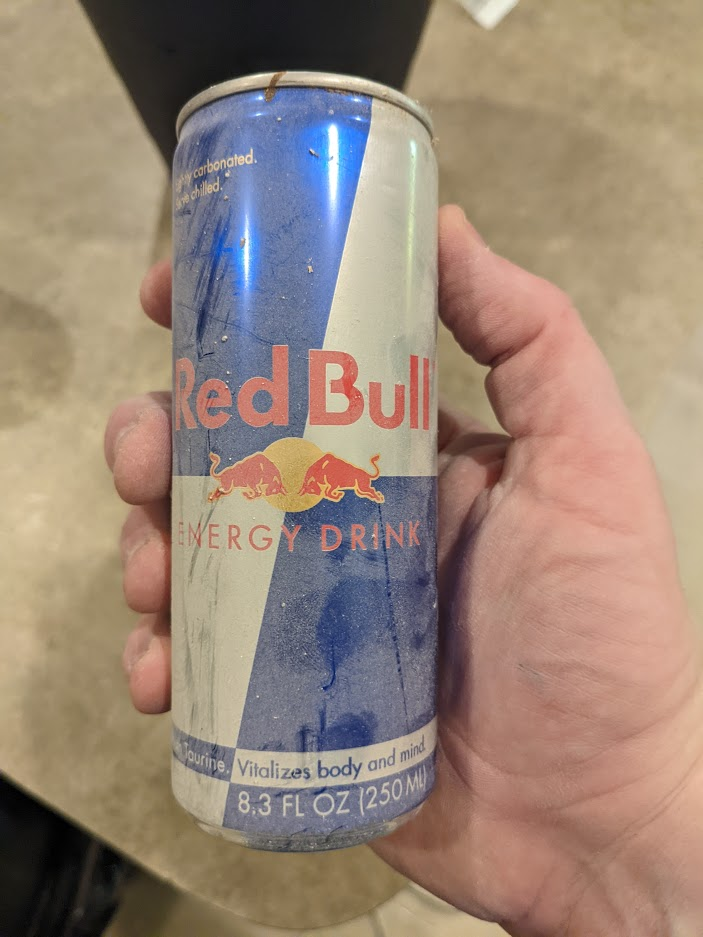 carbonated.
chilled.
Red Bull
ENERGY DRINK
Taurine. Vitalizes body and mind.
8.3 FL OZ (250 ML)